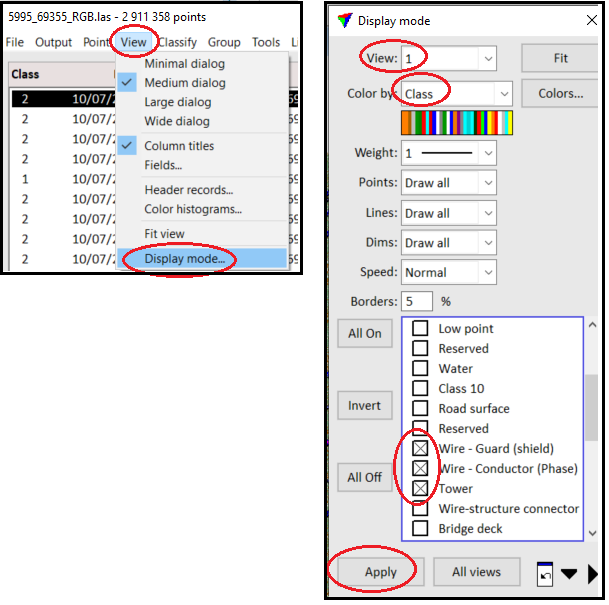 5995_69355_RGB.las - 2 911 358 points
File Output Point View Classify Group Tools
Class
2 10/07/2
2 10/07/2
2 10/07/2
2 10/07/2
1 10/07/2
2 10/07/2
2 10/07/2
2 10/07/2
2 10/07/2
Minimal dialog
Medium dialog
Large dialog
Wide dialog
Column titles
Fields...
Header records...
Color histograms...
Fit view
Display mode...
Display mode
View: 1 Fit
Color by: Class Colors...
Weight: 1
Points: Draw all
Lines: Draw all
Dims: Draw all
Speed: Normal
Borders: 5 %
All On
Invert
All Off
Low point
Reserved
Water
Class 10
Road surface
Reserved
Wire - Guard (shield)
Wire - Conductor (Phase)
Tower
Wire-structure connector
Bridge deck
Apply All views